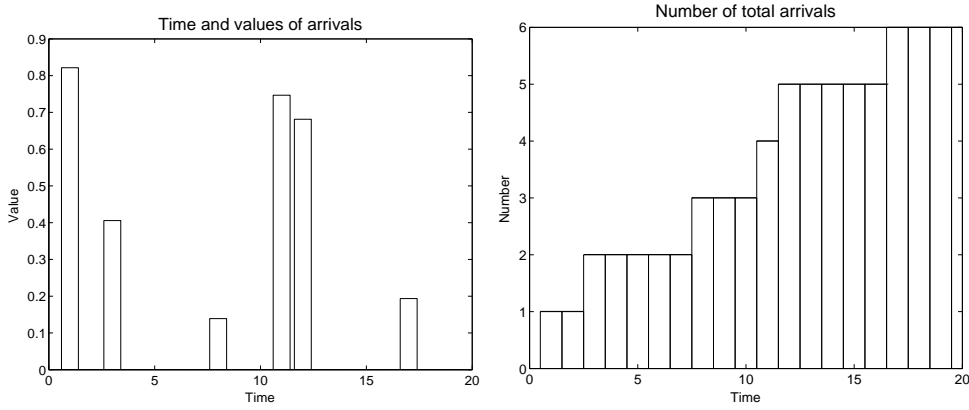 Time and values of arrivals
0.9
0.8
0.7
0.6
0.5
0.4
0.3
0.2
0.1
0
Value
0 5 10 15 20
Time
Number of total arrivals
6
5
4
3
2
1
0
Number
0 5 10 15 20
Time